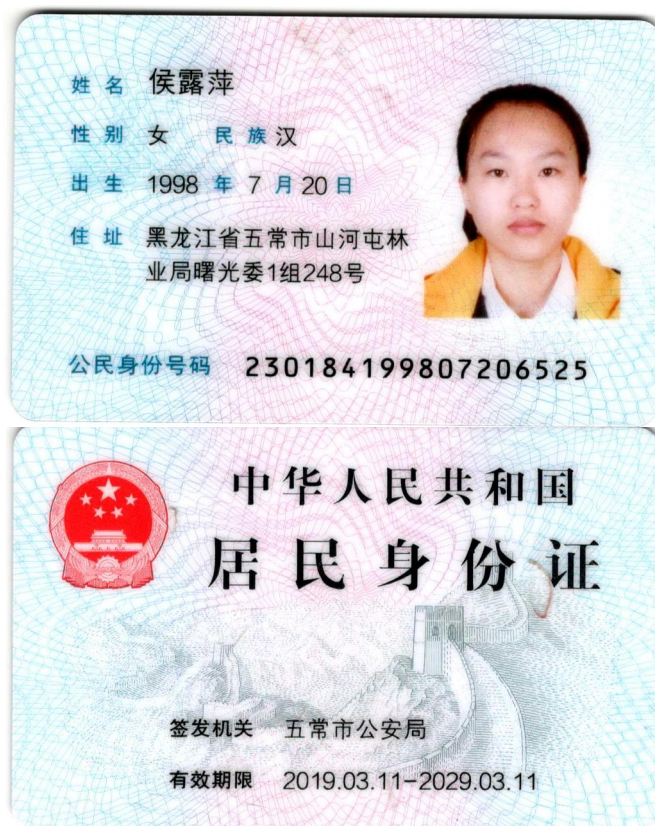 姓名 侯露萍
性别 女 民族 汉
出生 1998 年 7 月 20 日
住址 黑龙江省五常市山河屯林
业局曙光委1组248号
公民身份号码 230184199807206525
中华人民共和国
居民身份证
签发机关 五常市公安局
有效期限 2019.03.11-2029.03.11